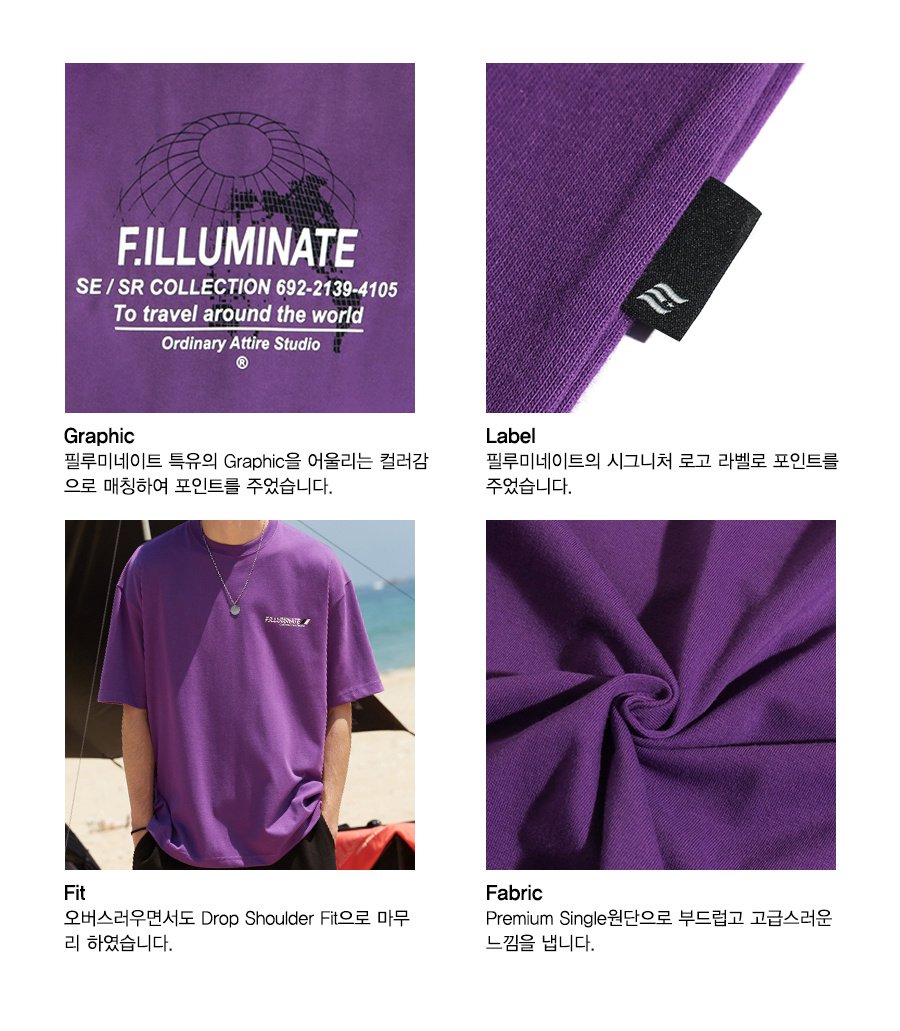 F.ILLUMINATE
SE / SR COLLECTION 692-2139-4105
To travel around the world
Ordinary Attire Studio
®
Graphic
필루미네이트 특유의 Graphic을 어울리는 컬러감
으로 매칭하여 포인트를 주었습니다.
Label
필루미네이트의 시그니처 로고 라벨로 포인트를
주었습니다.
F.ILLUMINATE
Fit
오버스러우면서도 Drop Shoulder Fit으로 마무
리 하였습니다.
Fabric
Premium Single원단으로 부드럽고 고급스러운
느낌을 냅니다.